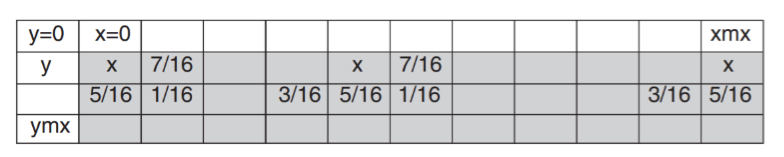 y=0 x=0 xmx
y x 7/16 x 7/16 x
5/16 1/16 3/16 5/16 1/16 3/16 5/16
ymx